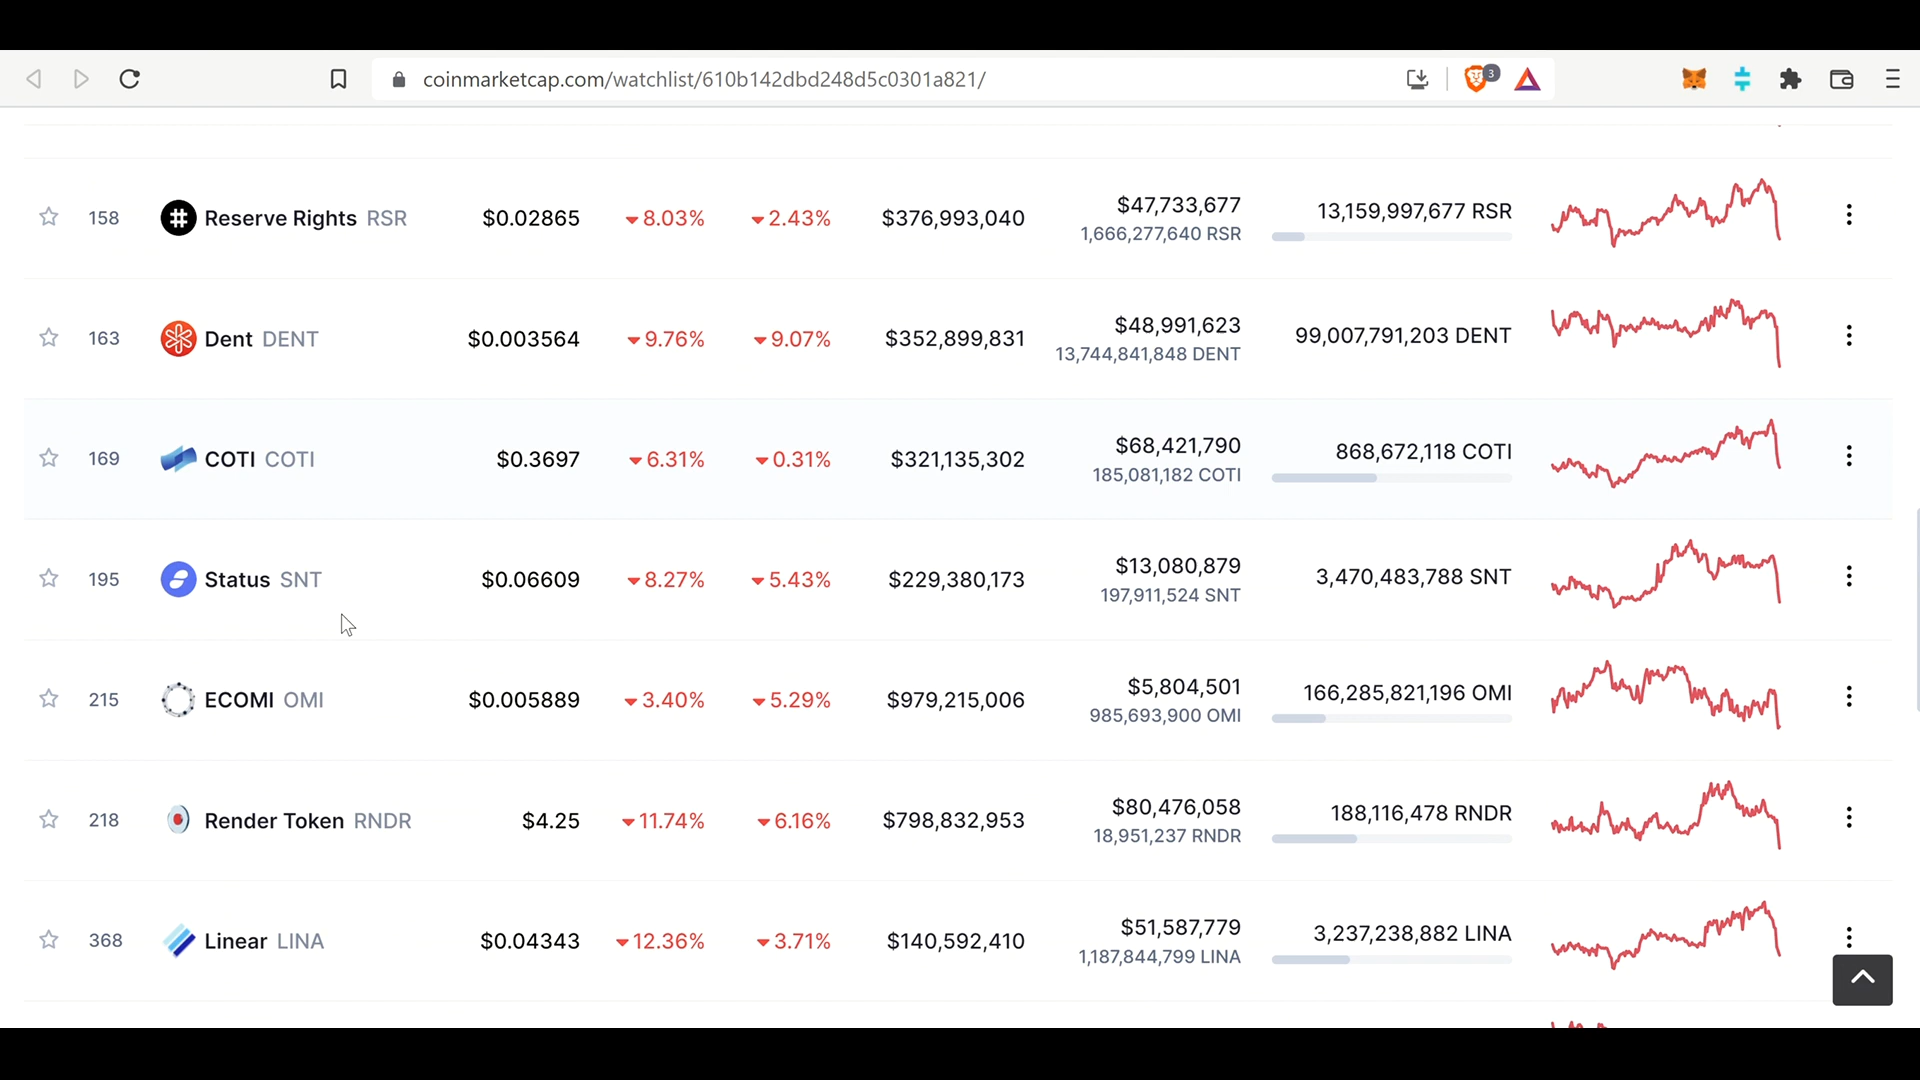 coinmarketcap.com/watchlist/610b142dbd248d5c0301a821/
3
158 Reserve Rights RSR $0.02865 8.03% 2.43% $376,993,040 $47,733,677 13,159,997,677 RSR
1,666,277,640 RSR
163 Dent DENT $0.003564 9.76% 9.07% $352,899,831 $48,991,623 99,007,791,203 DENT
13,744,841,848 DENT
169 COTI COTI $0.3697 6.31% 0.31% $321,135,302 $68,421,790 868,672,118 COTI
185,081,182 COTI
195 Status SNT $0.06609 8.27% 5.43% $229,380,173 $13,080,879 3,470,483,788 SNT
197,911,524 SNT
215 ECOMI OMI $0.005889 3.40% 5.29% $979,215,006 $5,804,501 166,285,821,196 OMI
985,693,900 OMI
218 Render Token RNDR $4.25 11.74% 6.16% $798,832,953 $80,476,058 188,116,478 RNDR
18,951,237 RNDR
368 Linear LINA $0.04343 12.36% 3.71% $140,592,410 $51,587,779 3,237,238,882 LINA
1,187,844,799 LINA